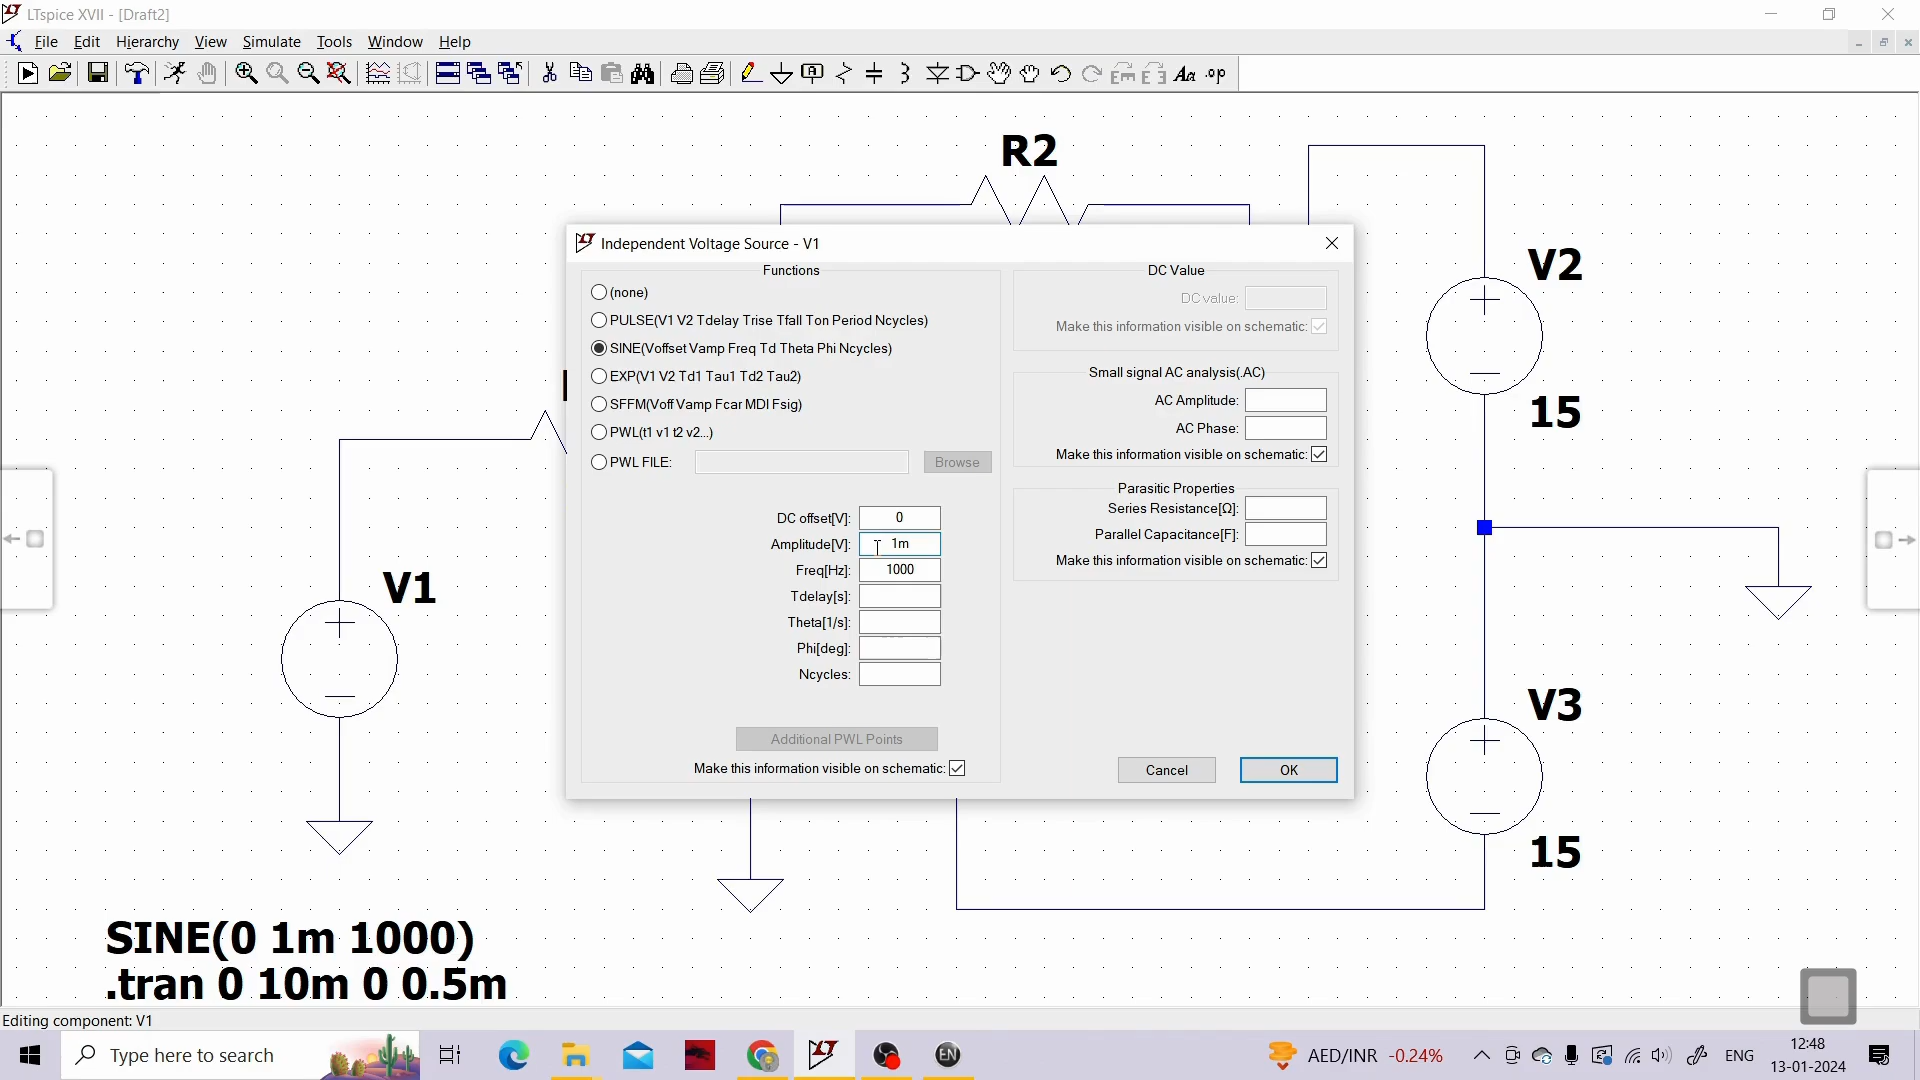 LTspice XVII - [Draft2]
File Edit Hierarchy View Simulate Tools Window Help
Aa .op
R2
V2
15
V1
V3
15
Independent Voltage Source - V1
Functions
(none)
PULSE(V1 V2 Tdelay Trise Tfall Ton Period Ncycles)
SINE(Voffset Vamp Freq Td Theta Phi Ncycles)
EXP(V1 V2 Td1 Tau1 Td2 Tau2)
SFFM(Voff Vamp Fcar MDI Fsig)
PWL(t1 v1 t2 v2...)
PWL FILE:
Browse
DC offset[V]: 0
Amplitude[V]: 1m
Freq[Hz]: 1000
Tdelay[s]:
Theta[1/s]:
Phi[deg]:
Ncycles:
Additional PWL Points
Make this information visible on schematic:
DC Value
DC value:
Make this information visible on schematic:
Small signal AC analysis(.AC)
AC Amplitude:
AC Phase:
Make this information visible on schematic:
Parasitic Properties
Series Resistance[Ω]:
Parallel Capacitance[F]:
Make this information visible on schematic:
Cancel OK
SINE(0 1m 1000)
.tran 0 10m 0 0.5m
Editing component: V1
Type here to search
EN
AED/INR -0.24%
ENG
12:48
13-01-2024